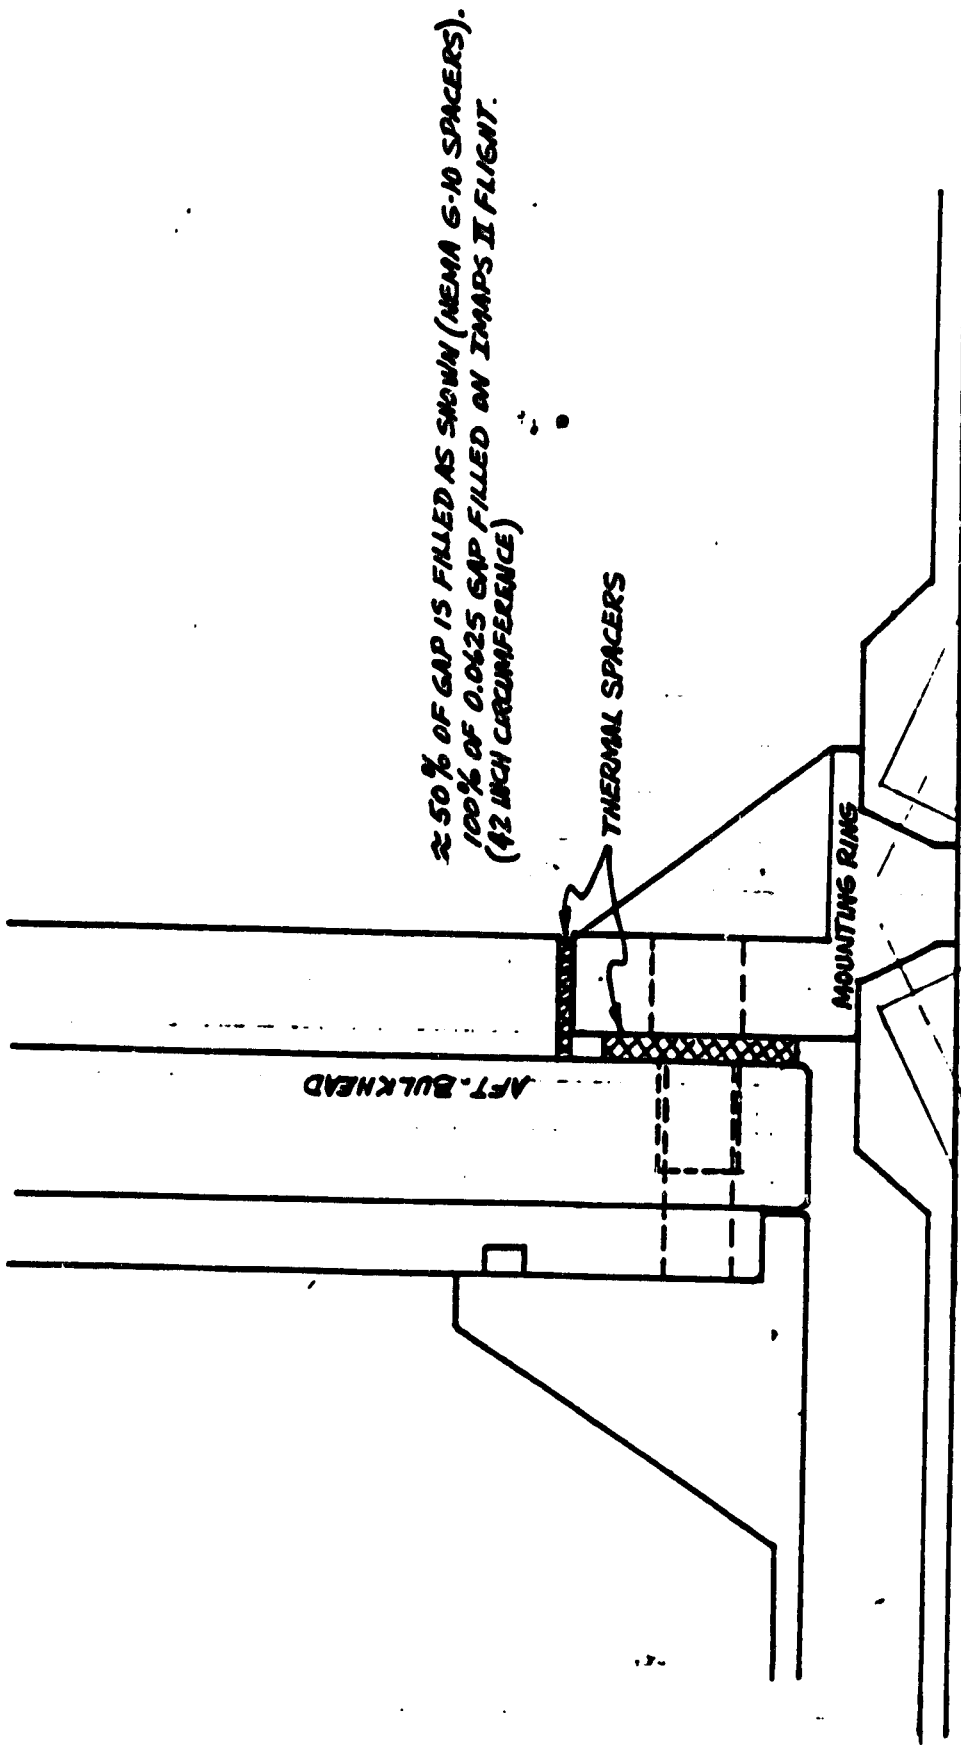 ≈ 50% OF GAP IS FILLED AS SHOWN (NEMA G-10 SPACERS).
100% OF 0.0625 GAP FILLED ON IMAPS II FLIGHT.
(42 INCH CIRCUMFERENCE)
THERMAL SPACERS
MOUNTING RING
AFT. BULKHEAD